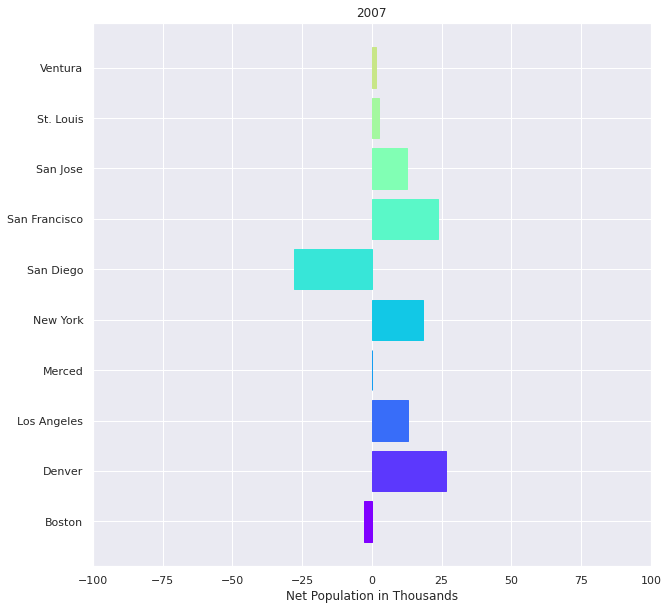 2007
Ventura
St. Louis
San Jose
San Francisco
San Diego
New York
Merced
Los Angeles
Denver
Boston
−100 −75 −50 −25 0 25 50 75 100
Net Population in Thousands